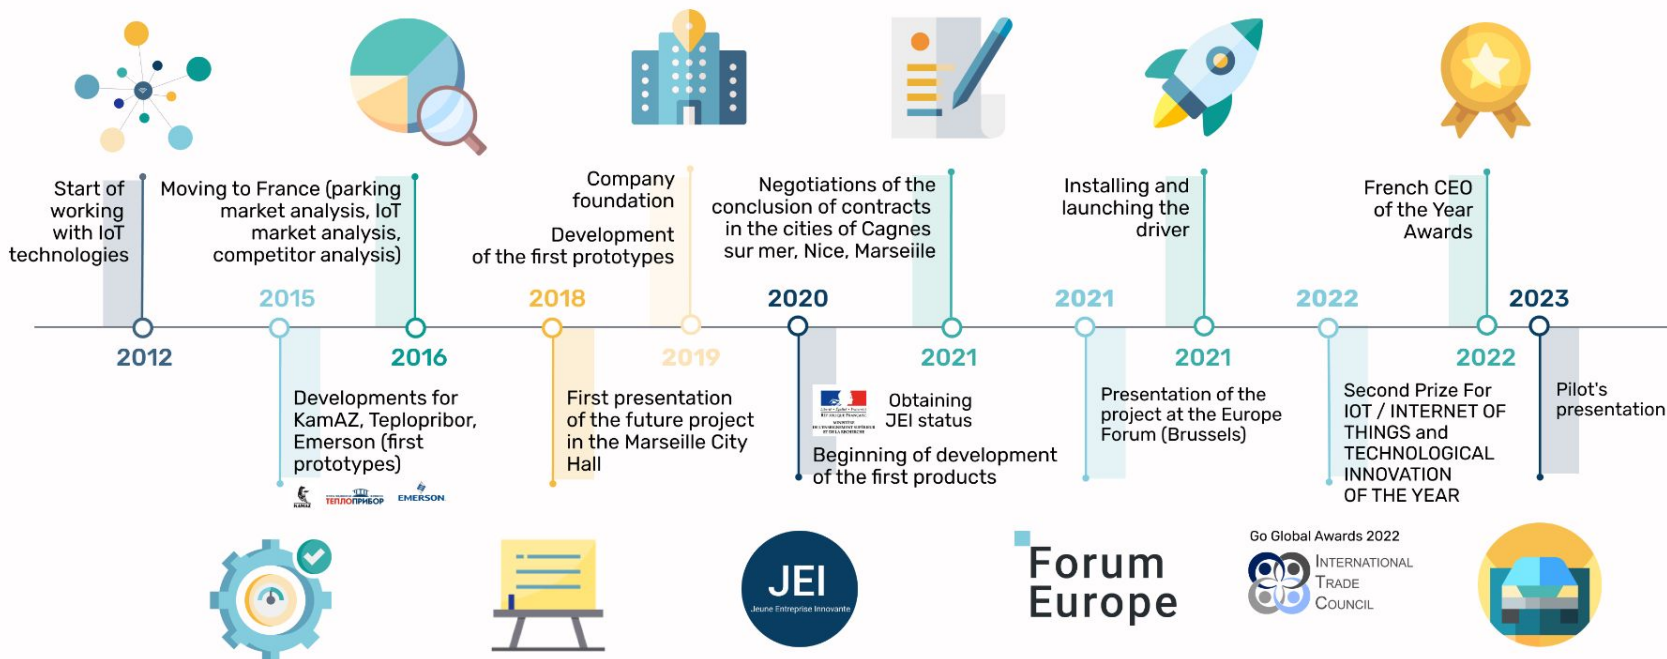 Start of
working
with IoT
technologies
2012
2015
Developments for
KamAZ, Teplopribor,
Emerson (first
prototypes)
KAMAZ
ТЕПЛОПРИБОР
EMERSON
Moving to France (parking
market analysis, IoT
market analysis,
competitor analysis)
2016
2018
First presentation
of the future project
in the Marseille City
Hall
Company
foundation
Development
of the first prototypes
2019
2020
Obtaining
JEI status
Beginning of development
of the first products
JEI
Jeune Entreprise Innovante
Negotiations of the
conclusion of contracts
in the cities of Cagnes
sur mer, Nice, Marseiile
2021
2021
Presentation of the
project at the Europe
Forum (Brussels)
Forum
Europe
Installing and
launching the
driver
2021
2022
Second Prize For
IOT / INTERNET OF
THINGS and
TECHNOLOGICAL
INNOVATION
OF THE YEAR
Go Global Awards 2022
INTERNATIONAL
TRADE
COUNCIL
French CEO
of the Year
Awards
2022
2023
Pilot's
presentation